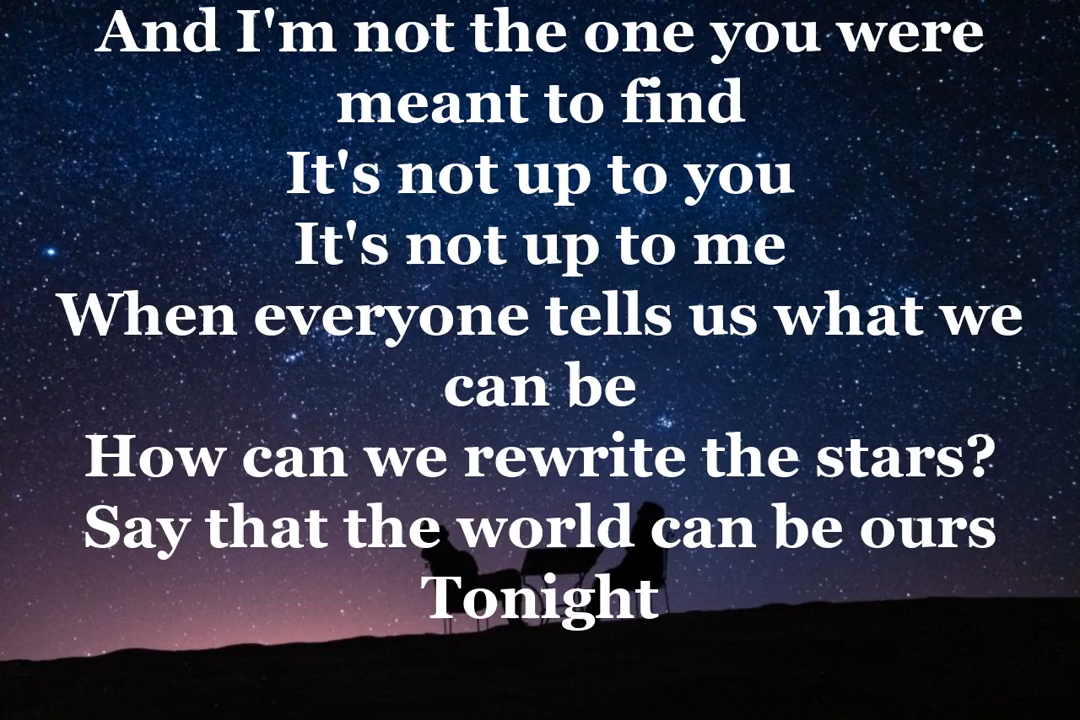 And I'm not the one you were
meant to find
It's not up to you
It's not up to me
When everyone tells us what we
can be
How can we rewrite the stars?
Say that the world can be ours
Tonight